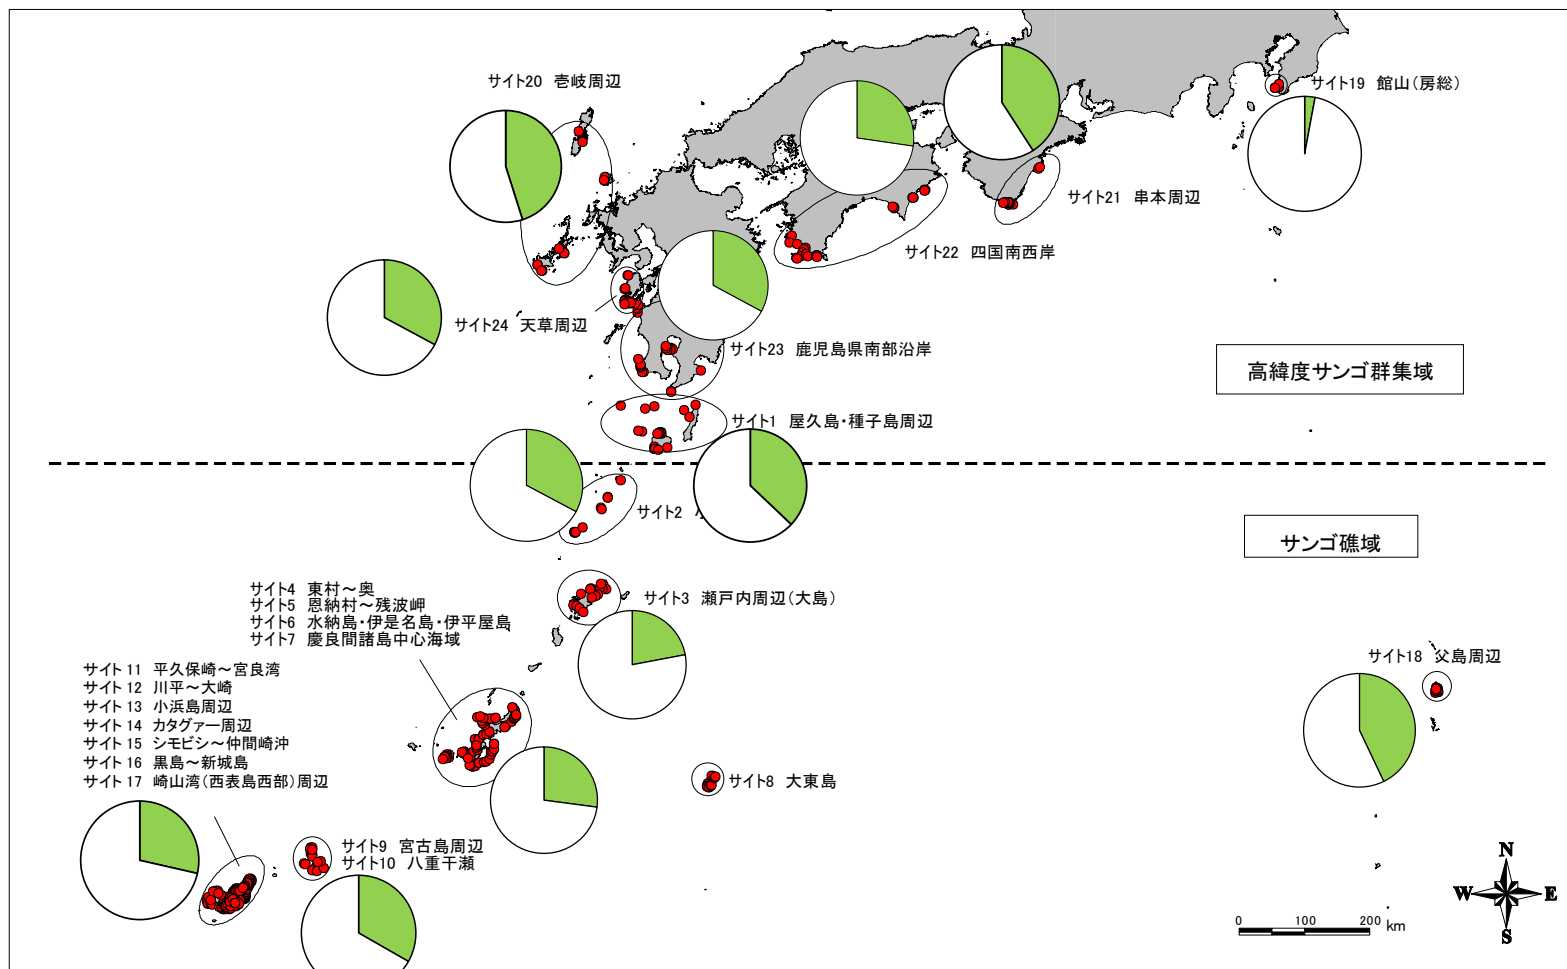 サイト20 壱岐周辺
サイト19 館山(房総)
サイト21 串本周辺
サイト22 四国南西岸
サイト24 天草周辺
サイト23 鹿児島県南部沿岸
高緯度サンゴ群集域
サイト1 屋久島・種子島周辺
サイト2
サンゴ礁域
サイト3 瀬戸内周辺(大島)
サイト4 東村~奥
サイト5 恩納村~残波岬
サイト6 水納島・伊是名島・伊平屋島
サイト7 慶良間諸島中心海域
サイト18 父島周辺
サイト 11 平久保崎~宮良湾
サイト 12 川平~大崎
サイト 13 小浜島周辺
サイト 14 カタグァー周辺
サイト 15 シモビシ~仲間崎沖
サイト 16 黒島~新城島
サイト 17 崎山湾(西表島西部)周辺
サイト8 大東島
サイト9 宮古島周辺
サイト10 八重干瀬
N
W E
S
0 100 200 km